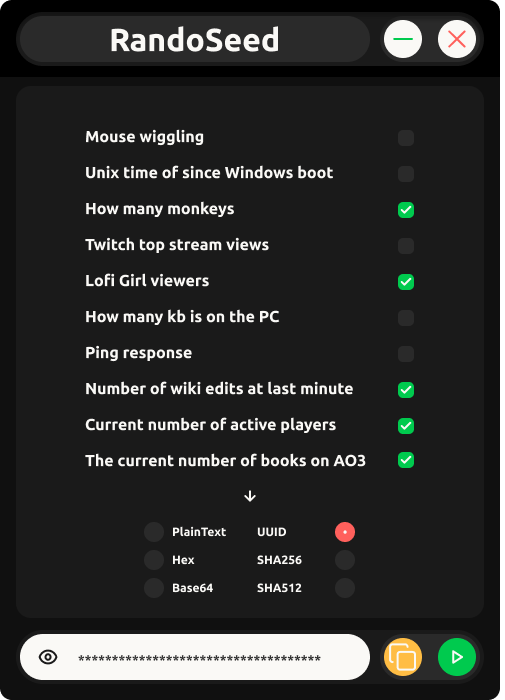 RandoSeed
Mouse wiggling
Unix time of since Windows boot
How many monkeys
Twitch top stream views
Lofi Girl viewers
How many kb is on the PC
Ping response
Number of wiki edits at last minute
Current number of active players
The current number of books on AO3
PlainText UUID
Hex SHA256
Base64 SHA512
************************************